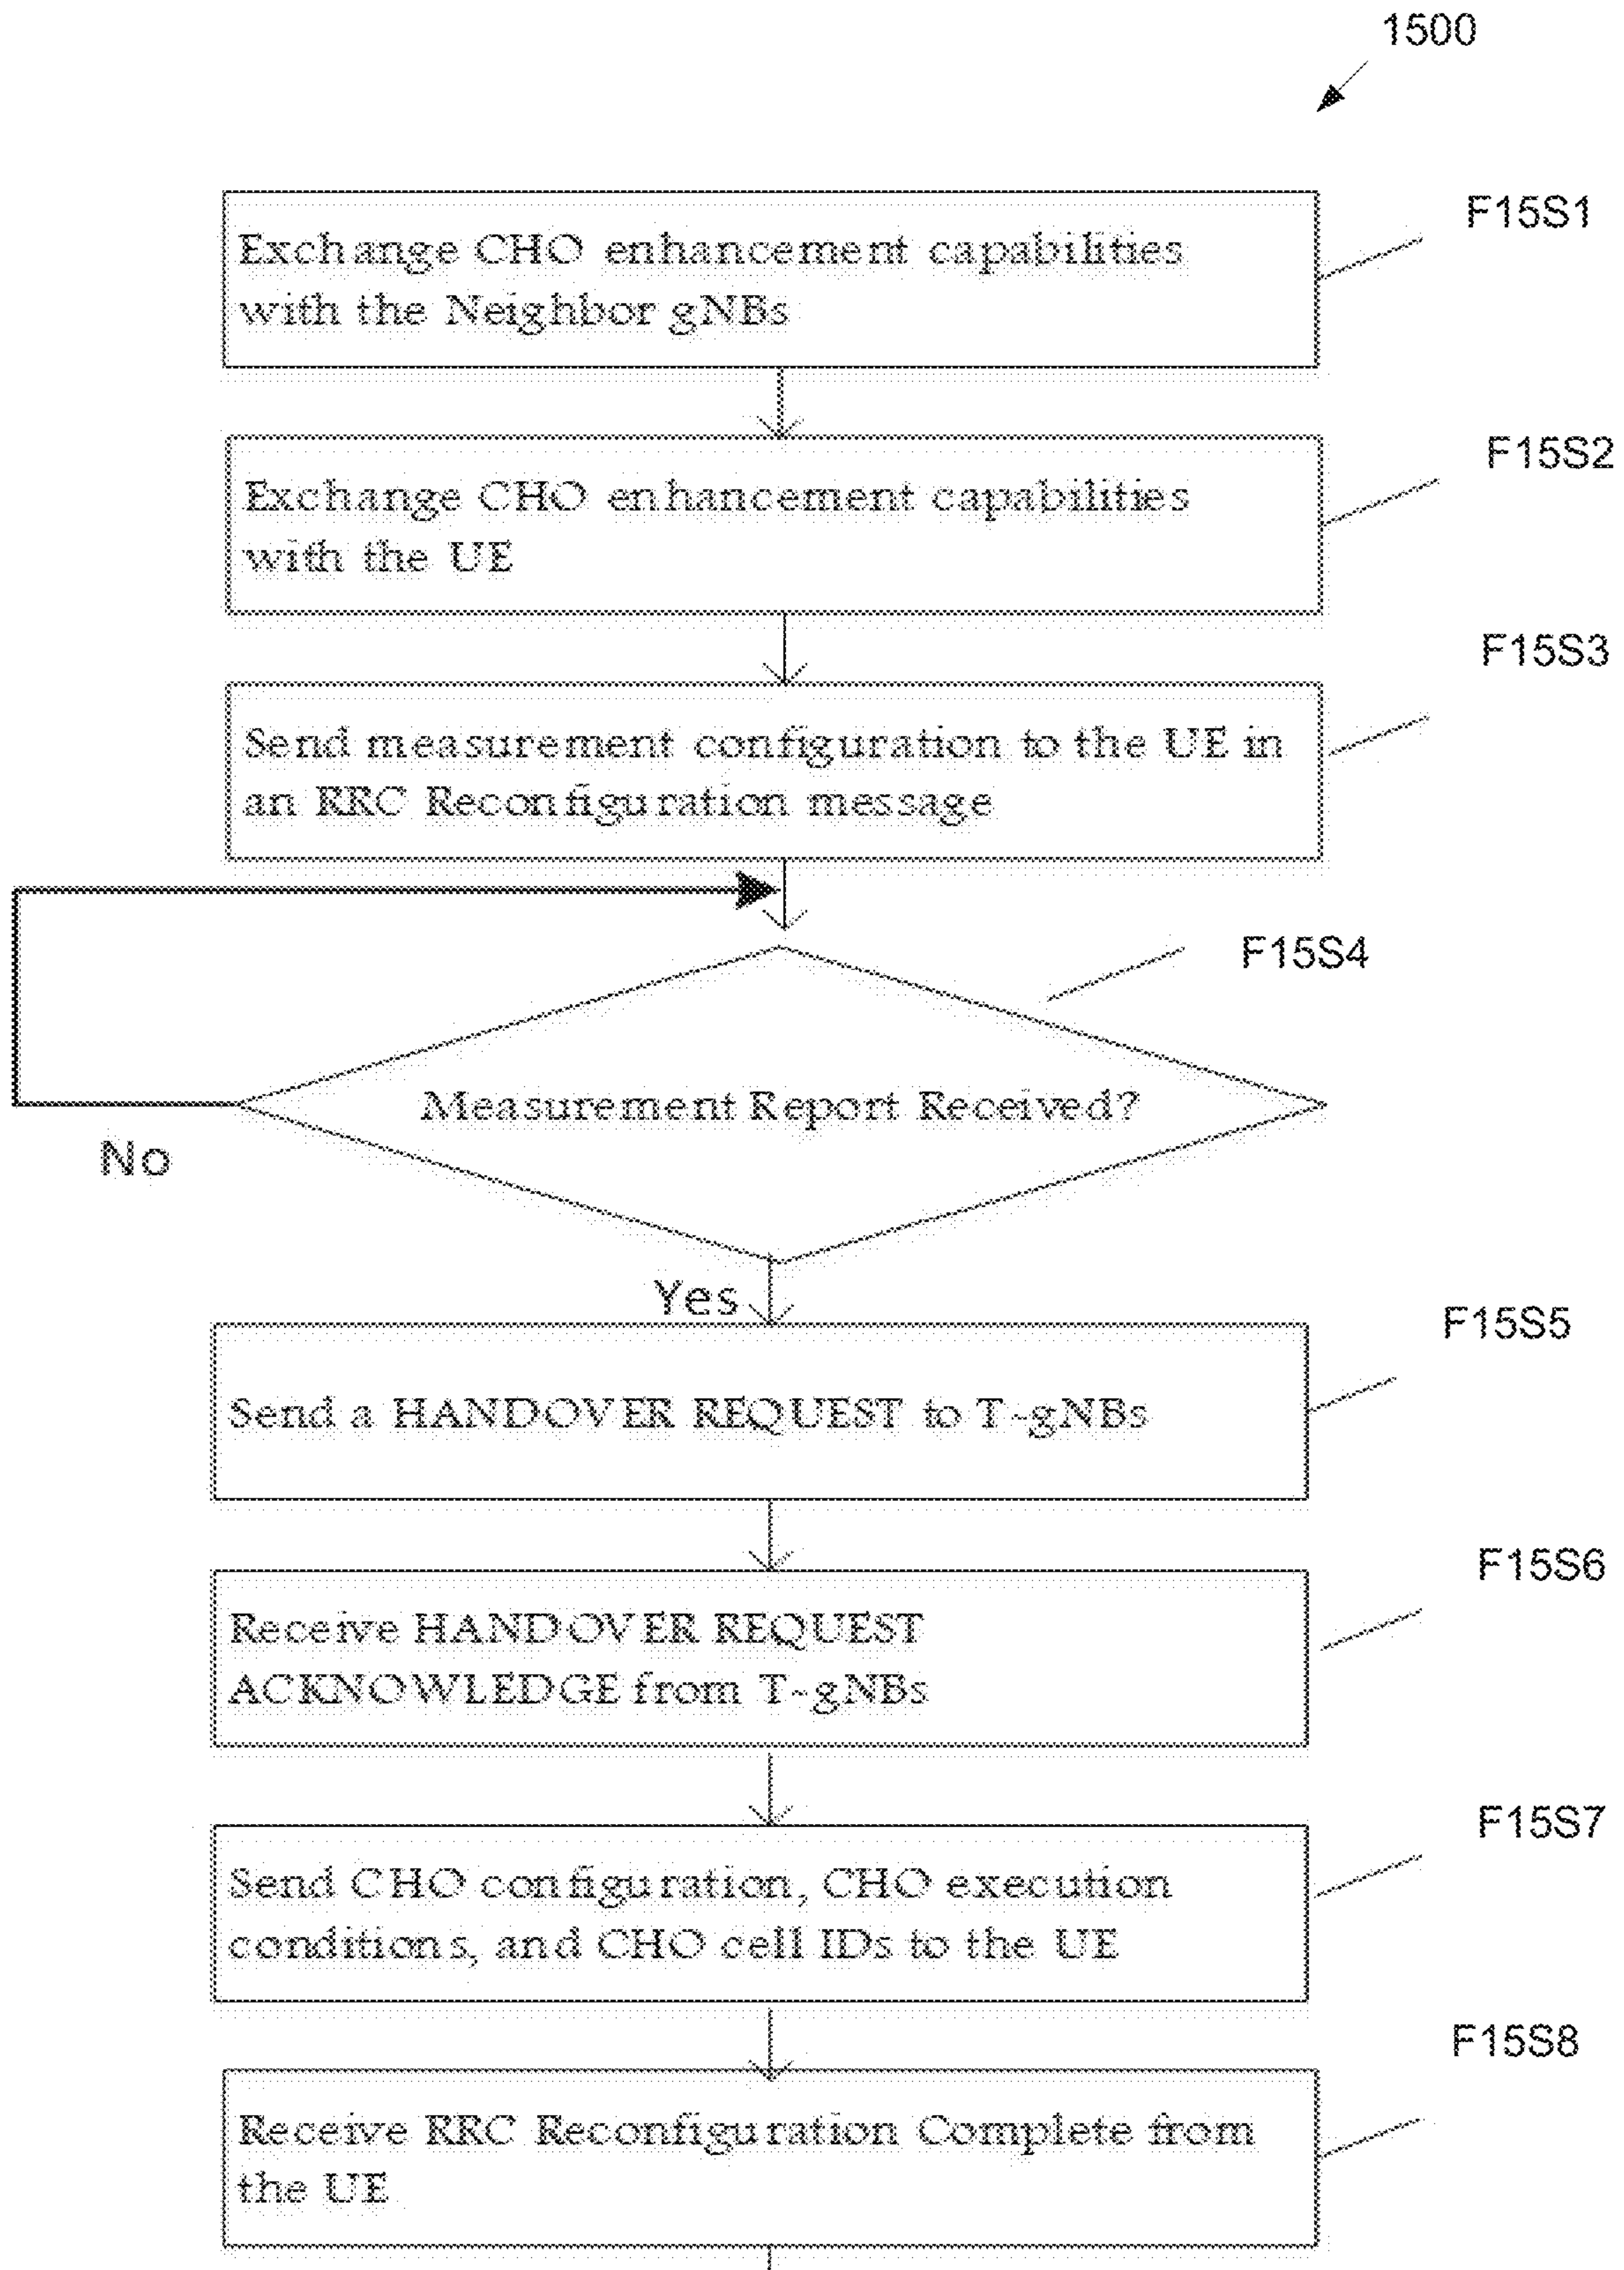 1500
F15S1
Exchange CHO enhancement capabilities
with the Neighbor gNBs
F15S2
Exchange CHO enhancement capabilities
with the UE
F15S3
Send measurement configuration to the UE in
an RRC Reconfiguration message
F15S4
Measurement Report Received?
No
Yes
F15S5
Send a HANDOVER REQUEST to T-gNBs
F15S6
Receive HANDOVER REQUEST
ACKNOWLEDGE from T-gNBs
F15S7
Send CHO configuration, CHO execution
conditions, and CHO cell IDs to the UE
F15S8
Receive RRC Reconfiguration Complete from
the UE